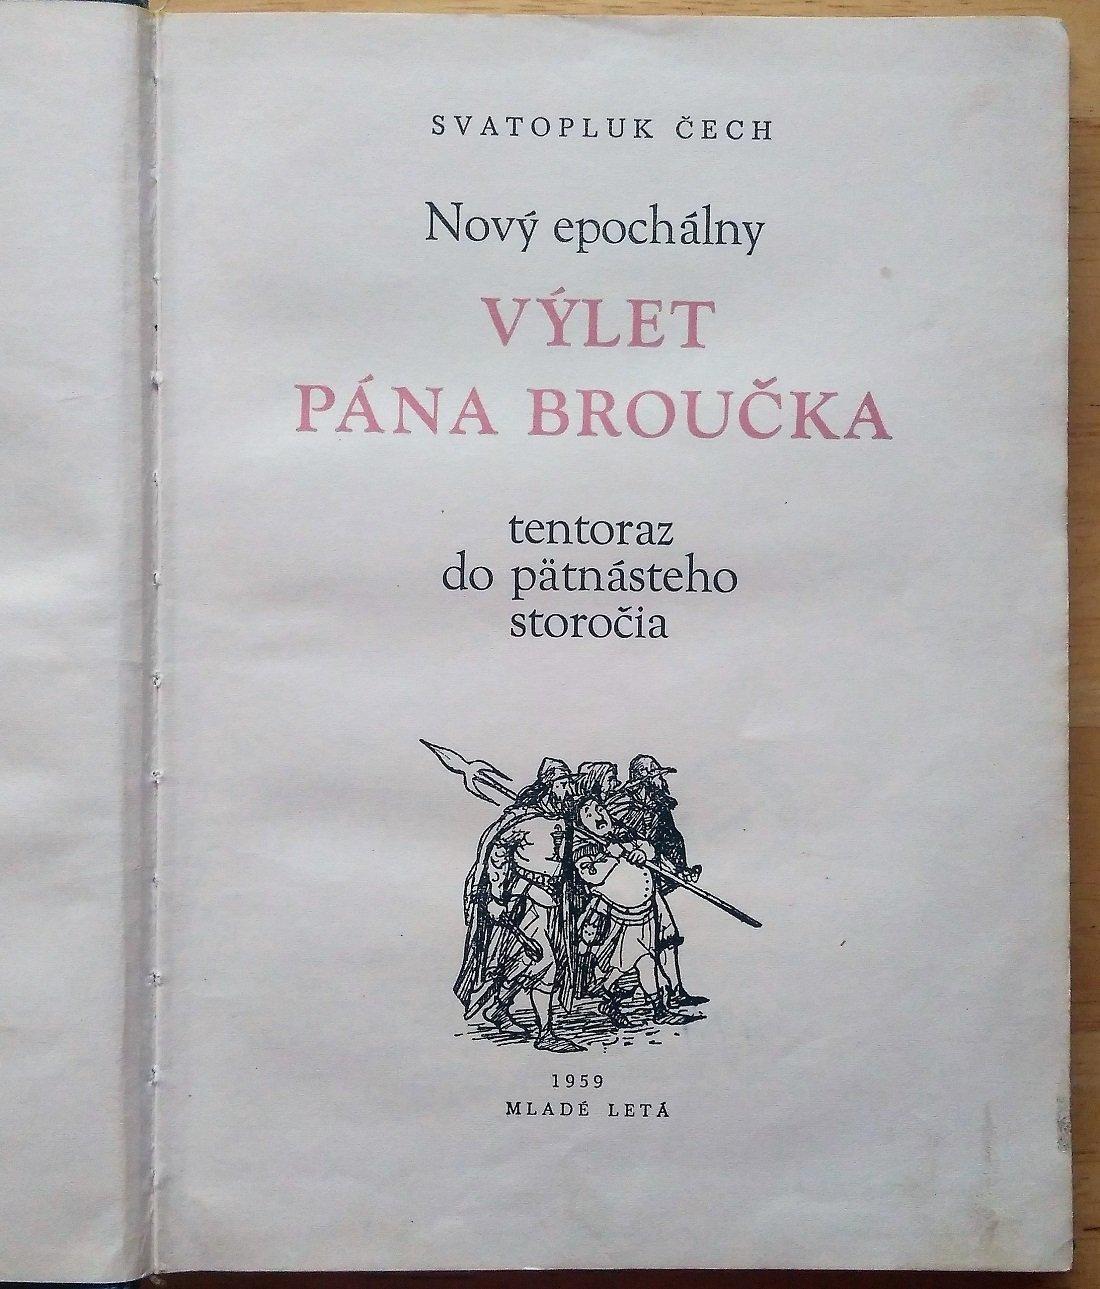 SVATOPLUK ČECH
Nový epochálny
VÝLET
PÁNA BROUČKA
tentoraz
do pätnásteho
storočia
1959
MLADÉ LETÁ